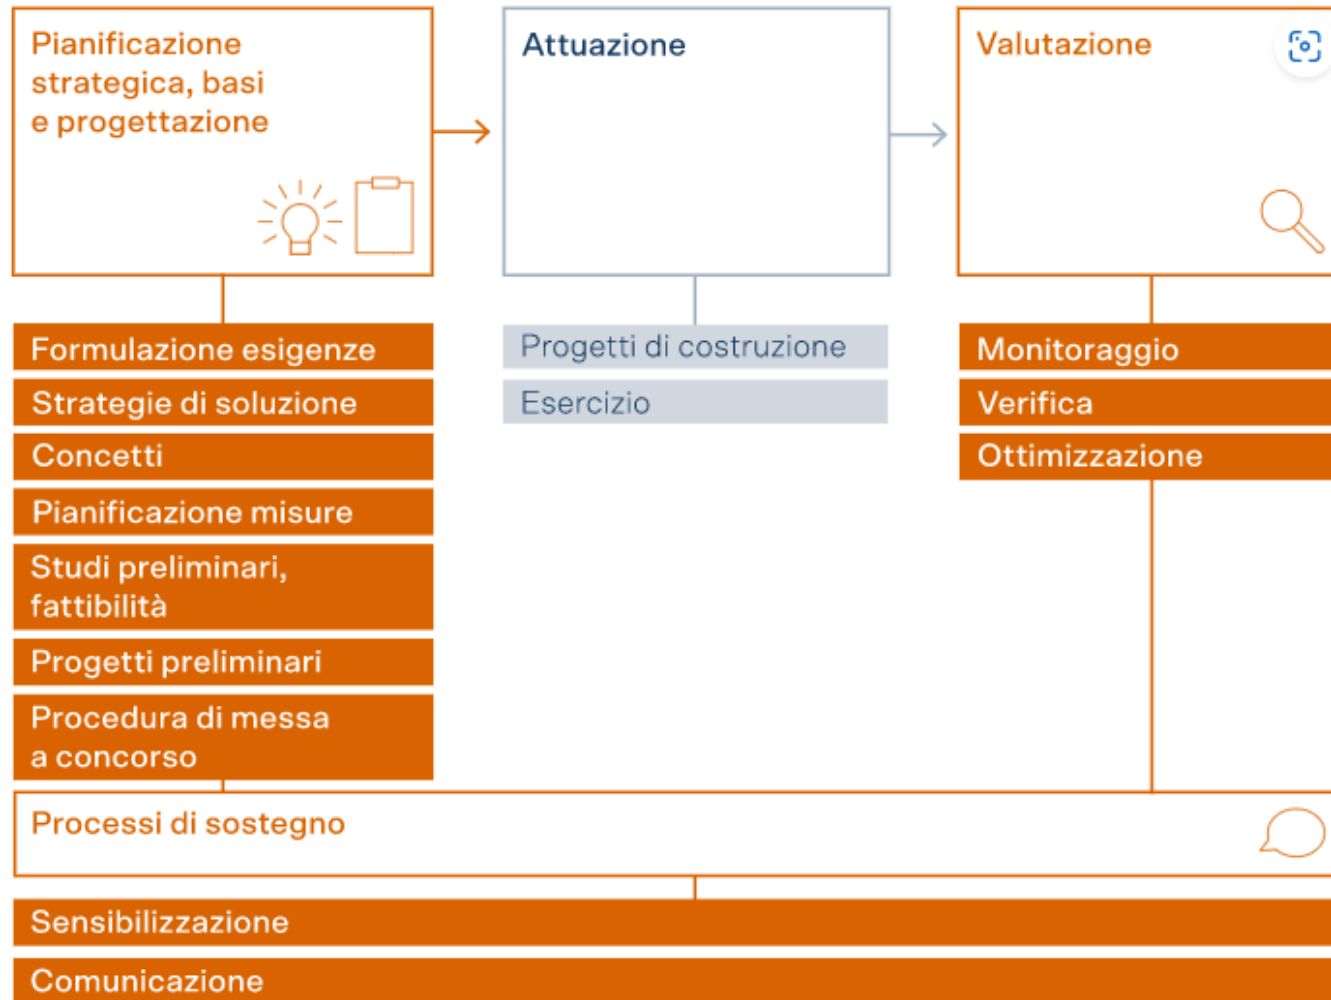 Pianificazione
strategica, basi
e progettazione
Formulazione esigenze
Strategie di soluzione
Concetti
Pianificazione misure
Studi preliminari,
fattibilità
Progetti preliminari
Procedura di messa
a concorso
Attuazione
Progetti di costruzione
Esercizio
Valutazione
Monitoraggio
Verifica
Ottimizzazione
Processi di sostegno
Sensibilizzazione
Comunicazione